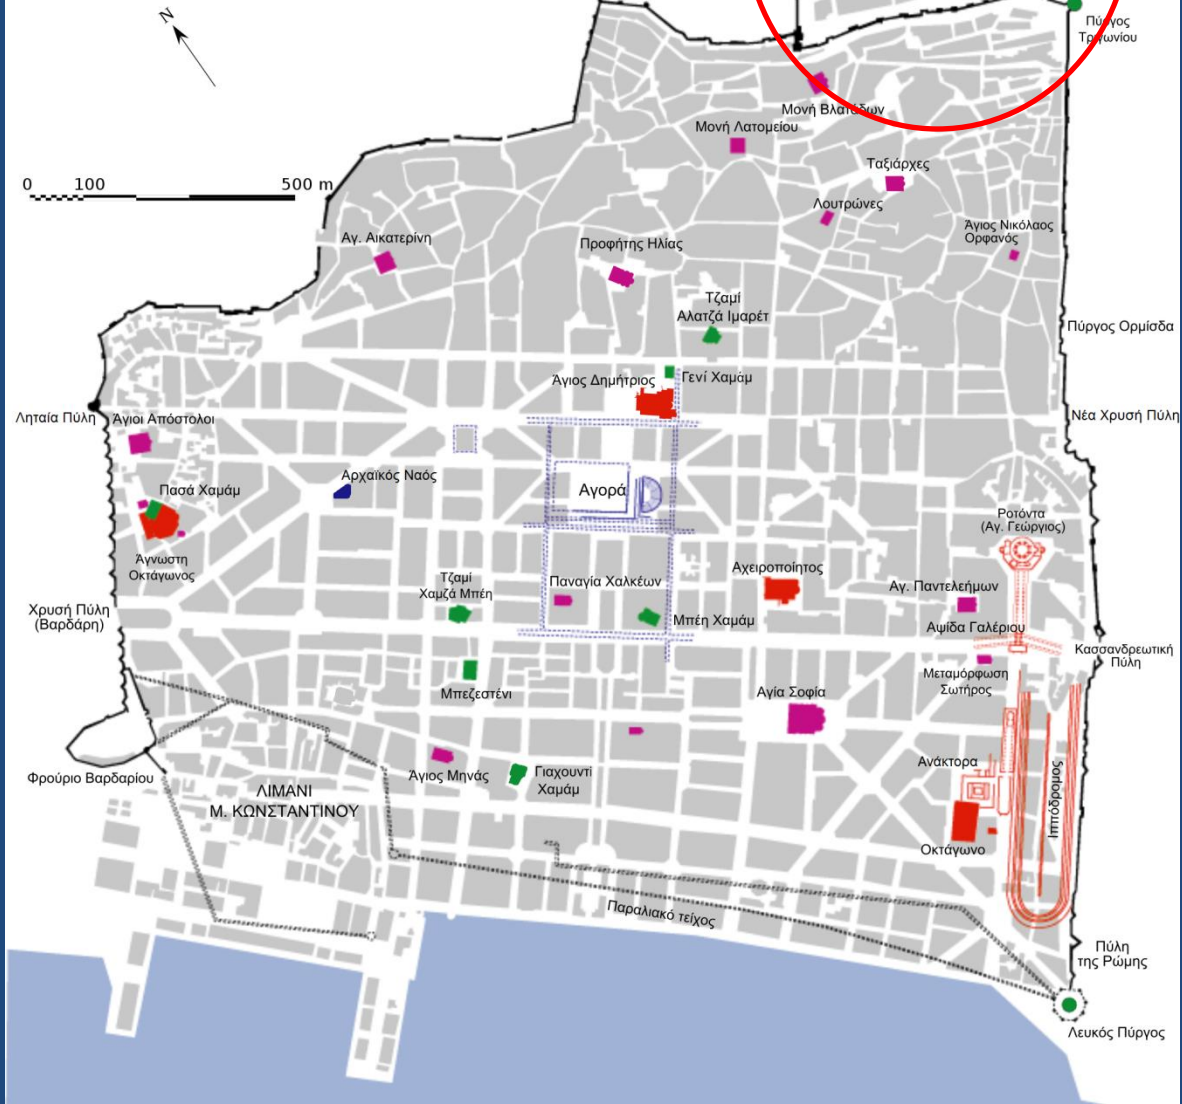 N
Πύργος
Τριγωνίου
Μονή Βλατάδων
Μονή Λατομείου
Ταξιάρχες
0 100 500 m
Λουτρώνες
Άγιος Νικόλαος
Ορφανός
Αγ. Αικατερίνη
Προφήτης Ηλίας
Τζαμί
Αλατζά Ιμαρέτ
Πύργος Ορμίσδα
Άγιος Δημήτριος
Γενί Χαμάμ
Ληταία Πύλη
Άγιοι Απόστολοι
Νέα Χρυσή Πύλη
Αρχαϊκός Ναός
Πασά Χαμάμ
Αγορά
Ροτόντα
(Αγ. Γεώργιος)
Άγνωστη
Οκτάγωνος
Τζαμί
Χαμζά Μπέη
Παναγία Χαλκέων
Αχειροποίητος
Αγ. Παντελεήμων
Χρυσή Πύλη
(Βαρδάρη)
Μπέη Χαμάμ
Αψίδα Γαλέριου
Κασσανδρεωτική
Πύλη
Μεταμόρφωση
Σωτήρος
Μπεζεστένι
Αγία Σοφία
Φρούριο Βαρδαρίου
Άγιος Μηνάς
Γιαχουντί
Χαμάμ
Ανάκτορα
Ιππόδρομος
ΛΙΜΑΝΙ
Μ. ΚΩΝΣΤΑΝΤΙΝΟΥ
Οκτάγωνο
Παραλιακό τείχος
Πύλη
της Ρώμης
Λευκός Πύργος